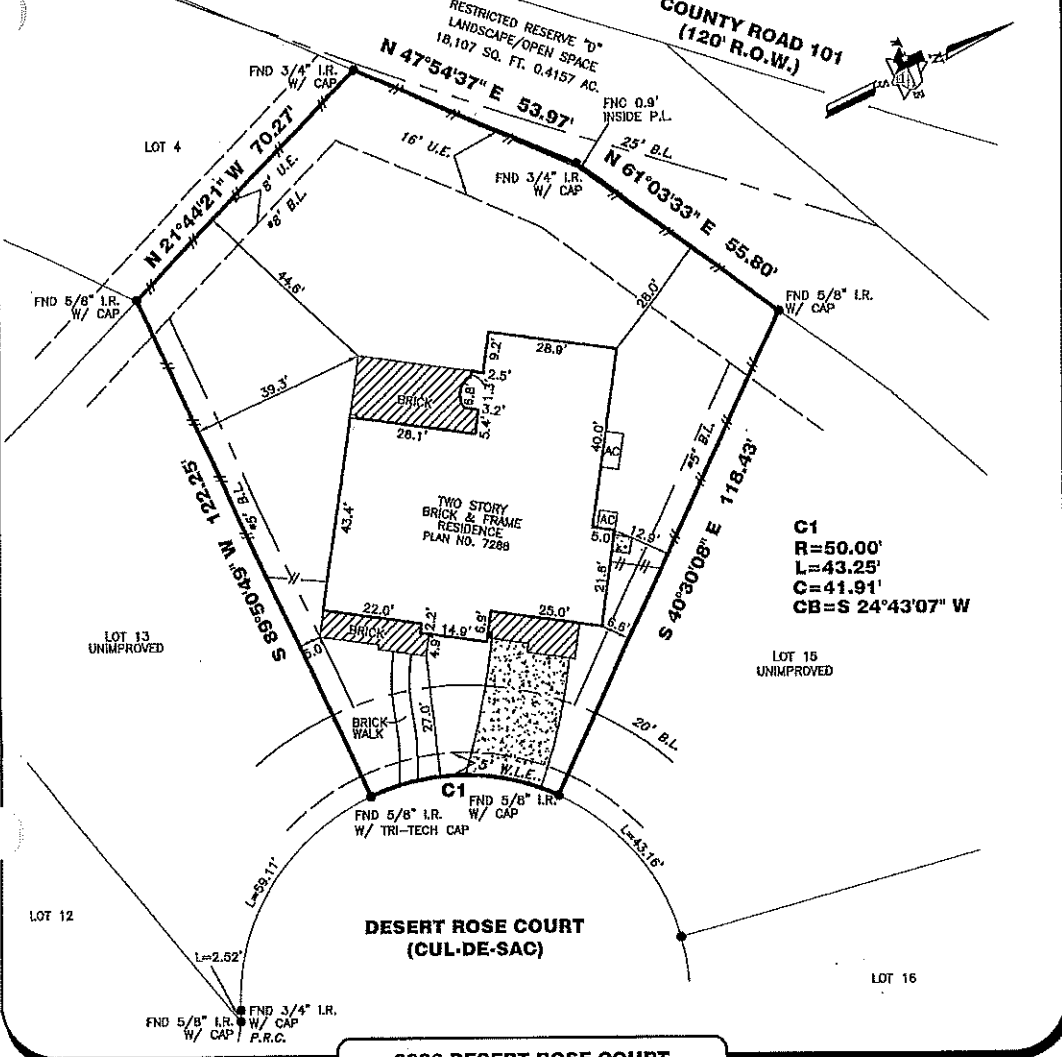 RESTRICTED RESERVE "D"
LANDSCAPE/OPEN SPACE
18,107 SQ. FT. 0.4157 AC.
COUNTY ROAD 101
(120' R.O.W.)
FND 3/4" I.R.
W/ CAP
N 47°54'37" E 53.97'
FNC 0.9'
INSIDE P.L.
25' B.L.
LOT 4
N 21°44'21" W 70.27'
8' U.E.
#8' B.L.
16' U.E.
FND 3/4" I.R.
W/ CAP
N 61°03'33" E 55.80'
FND 5/8" I.R.
W/ CAP
44.6'
28.0'
FND 5/8" I.R.
W/ CAP
9.2'
28.9'
39.3'
BRICK
6.8'
2.5'
1.3'
3.2'
5.4'
28.1'
40.0'
AC
#5' B.L.
S 40°30'08" E 118.43'
S 89°50'49" W 122.25'
#5' B.L.
43.4'
TWO STORY
BRICK & FRAME
RESIDENCE
PLAN NO. 7288
AC
5.0'
12.9'
21.8'
C1
R=50.00'
L=43.25'
C=41.91'
CB=S 24°43'07" W
22.0'
BRICK
2.2'
14.9'
4.9'
6.9'
25.0'
6.6'
5.0'
LOT 13
UNIMPROVED
LOT 15
UNIMPROVED
BRICK
WALK
27.0'
20' B.L.
5' W.L.E.
C1
FND 5/8" I.R.
W/ TRI-TECH CAP
FND 5/8" I.R.
W/ CAP
L=59.11'
L=43.16'
LOT 12
DESERT ROSE COURT
(CUL-DE-SAC)
L=2.52'
LOT 16
FND 3/4" I.R.
W/ CAP
P.R.C.
FND 5/8" I.R.
W/ CAP
DESERT ROSE COURT